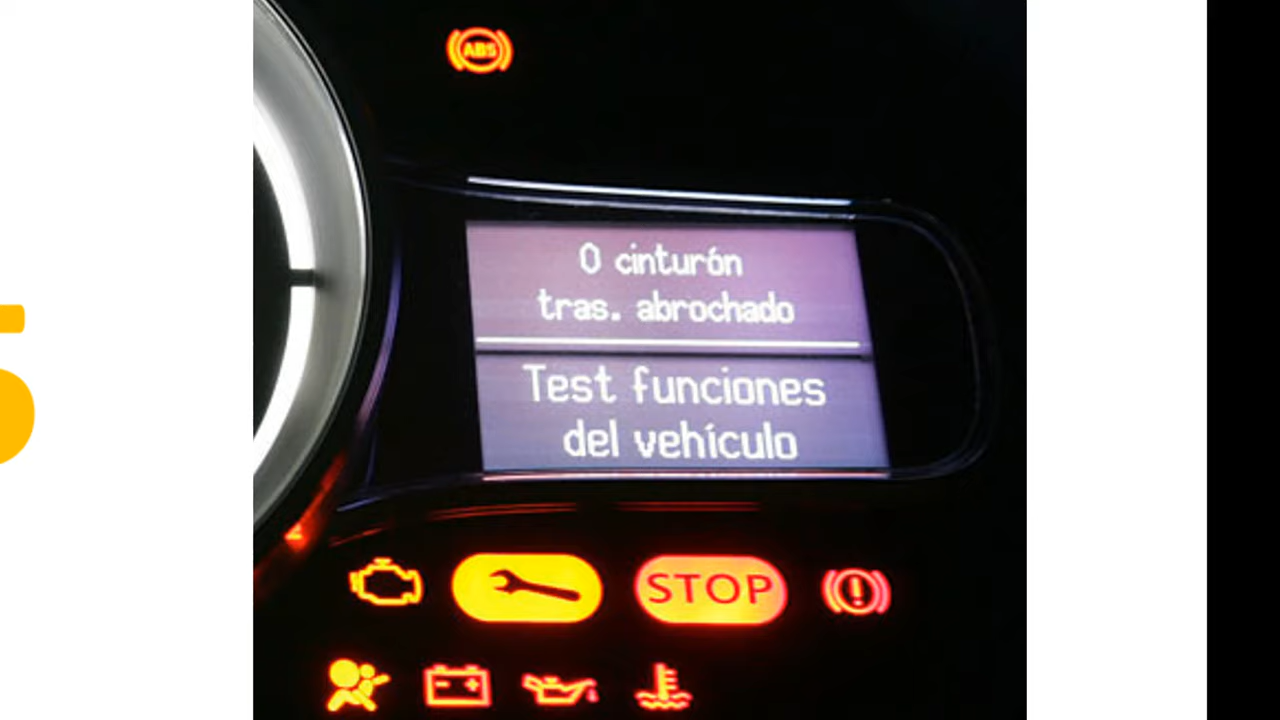 ABS
0 cinturón
tras. abrochado
Test funciones
del vehículo
STOP